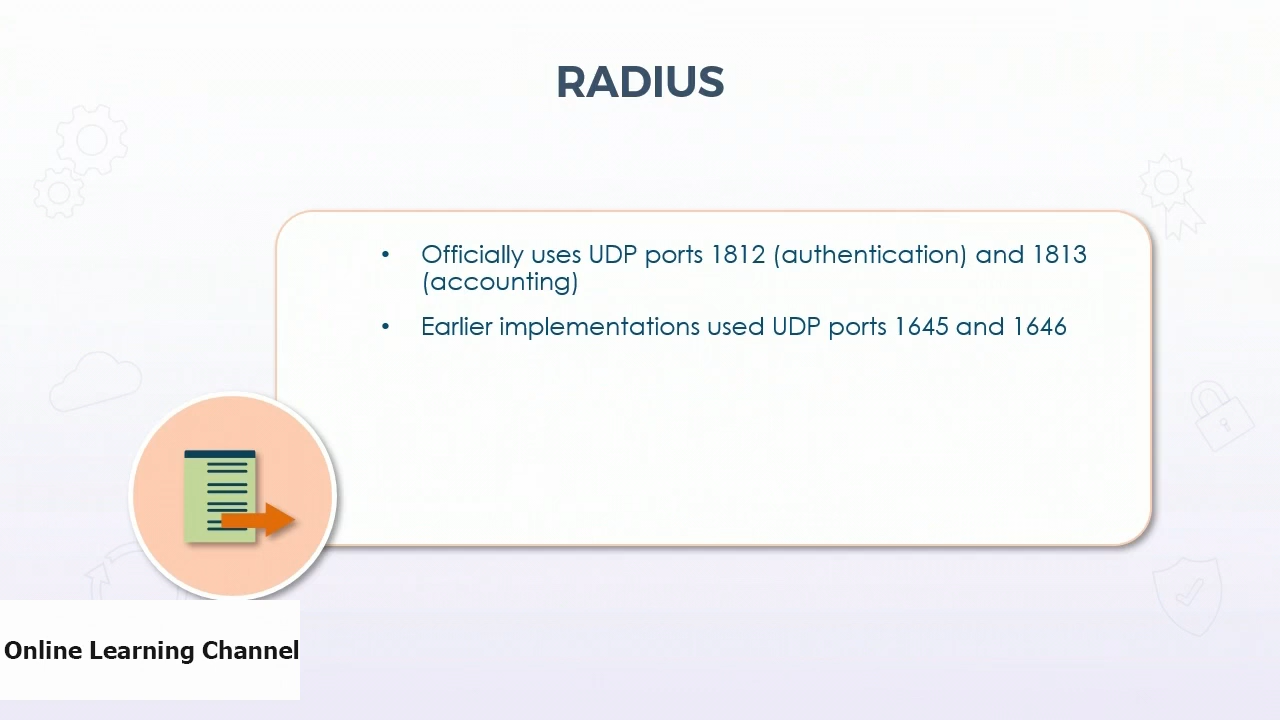 RADIUS
• Officially uses UDP ports 1812 (authentication) and 1813
(accounting)
• Earlier implementations used UDP ports 1645 and 1646
Online Learning Channel